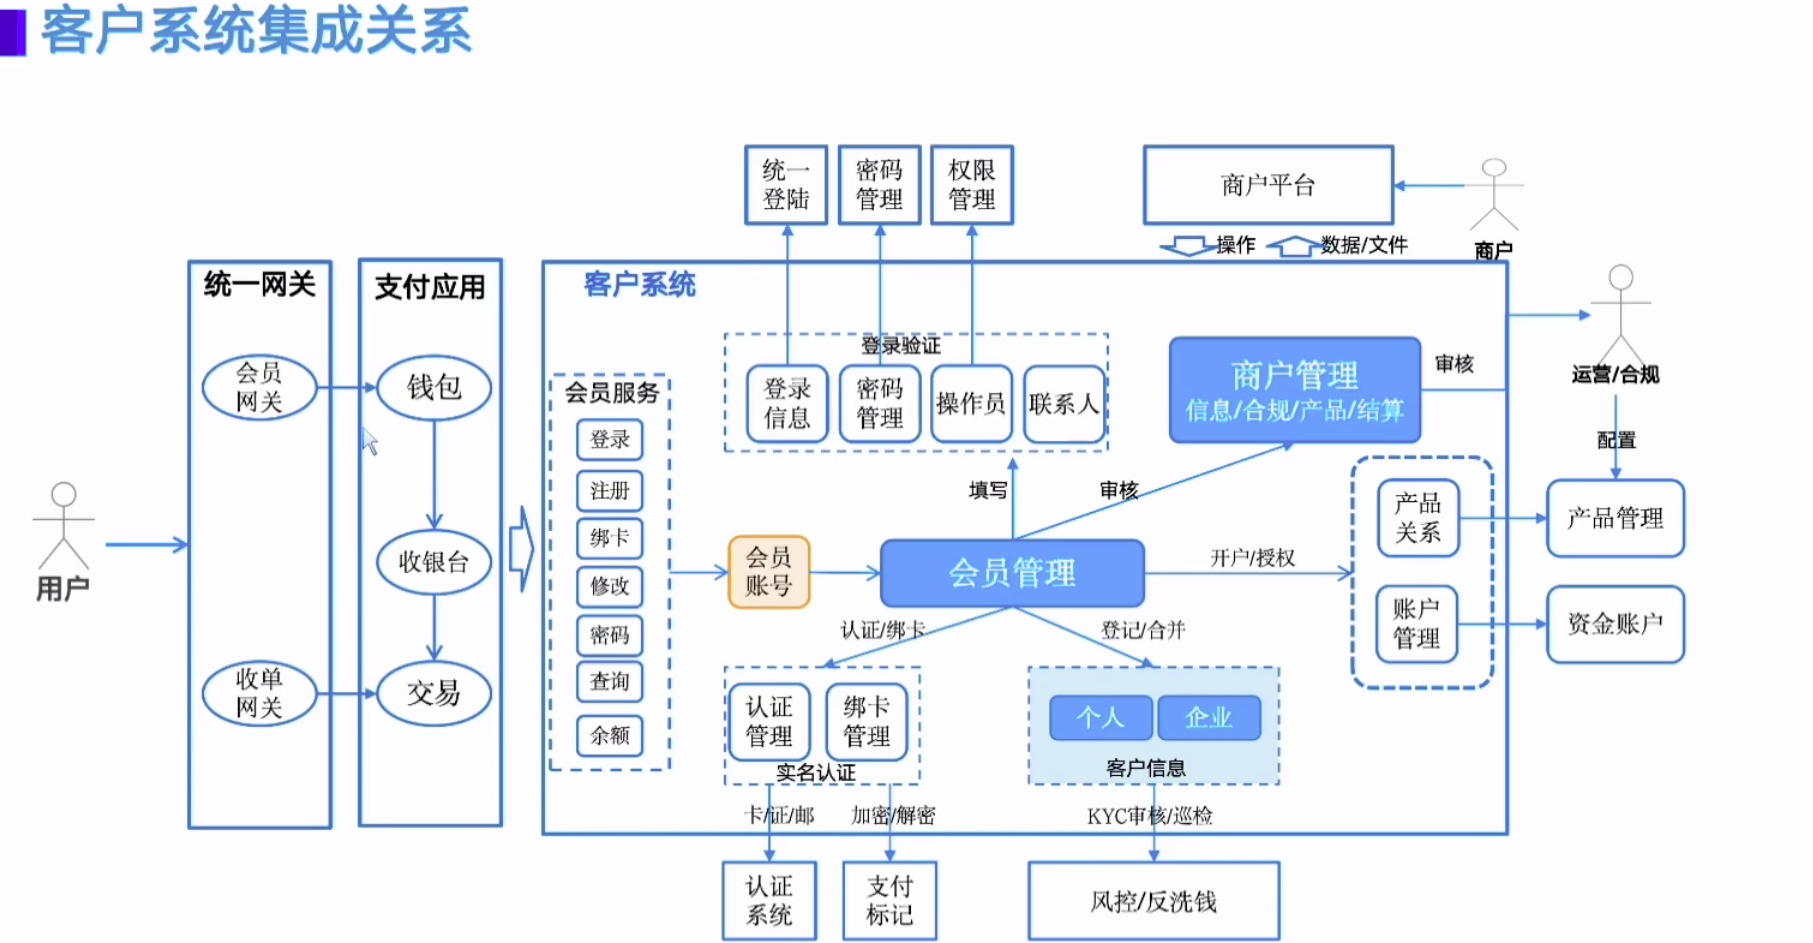 客户系统集成关系
统一
登陆
密码
管理
权限
管理
商户平台
商户
操作
数据/文件
统一网关
会员
网关
收单
网关
支付应用
钱包
收银台
交易
用户
客户系统
会员服务
登录
注册
绑卡
修改
密码
查询
余额
登录验证
登录
信息
密码
管理
操作员
联系人
商户管理
信息/合规/产品/结算
审核
运营/合规
配置
填写
审核
会员
账号
会员管理
开户/授权
产品
关系
账户
管理
产品管理
资金账户
认证/绑卡
登记/合并
认证
管理
绑卡
管理
实名认证
个人
企业
客户信息
卡/证/邮
加密/解密
KYC审核/巡检
认证
系统
支付
标记
风控/反洗钱